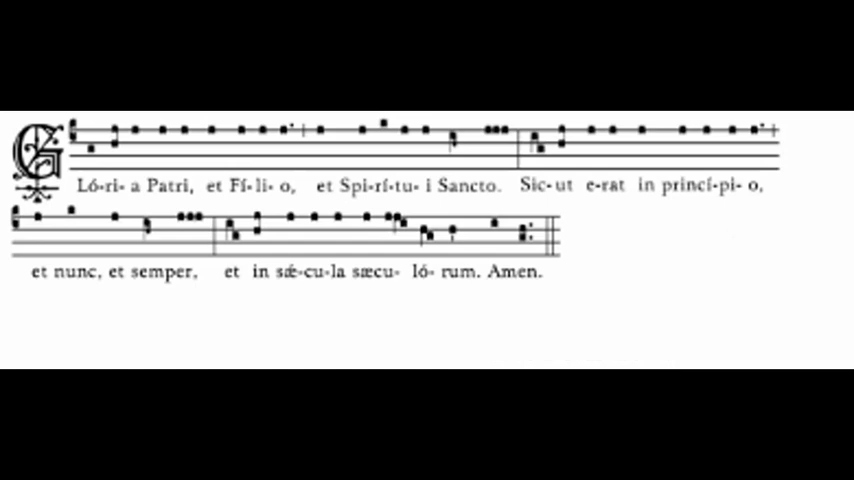 GLó-ri-a Patri, et Fí-li-o, et Spi-rí-tu-i Sancto. Sic-ut e-rat in princí-pi-o,
et nunc, et semper, et in sǽ-cu-la sæcu-ló-rum. Amen.